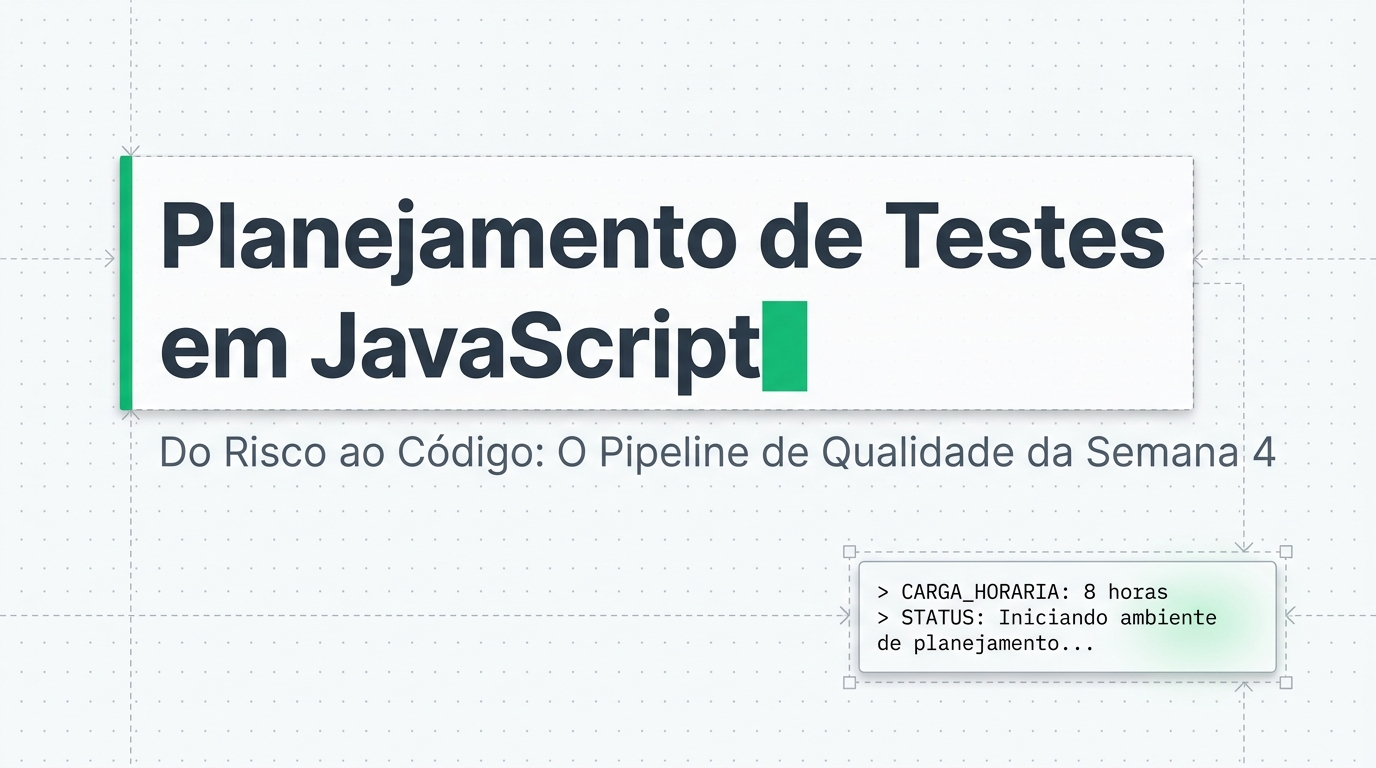 Planejamento de Testes
em JavaScript
Do Risco ao Código: O Pipeline de Qualidade da Semana 4
> CARGA_HORARIA: 8 horas
> STATUS: Iniciando ambiente
de planejamento...